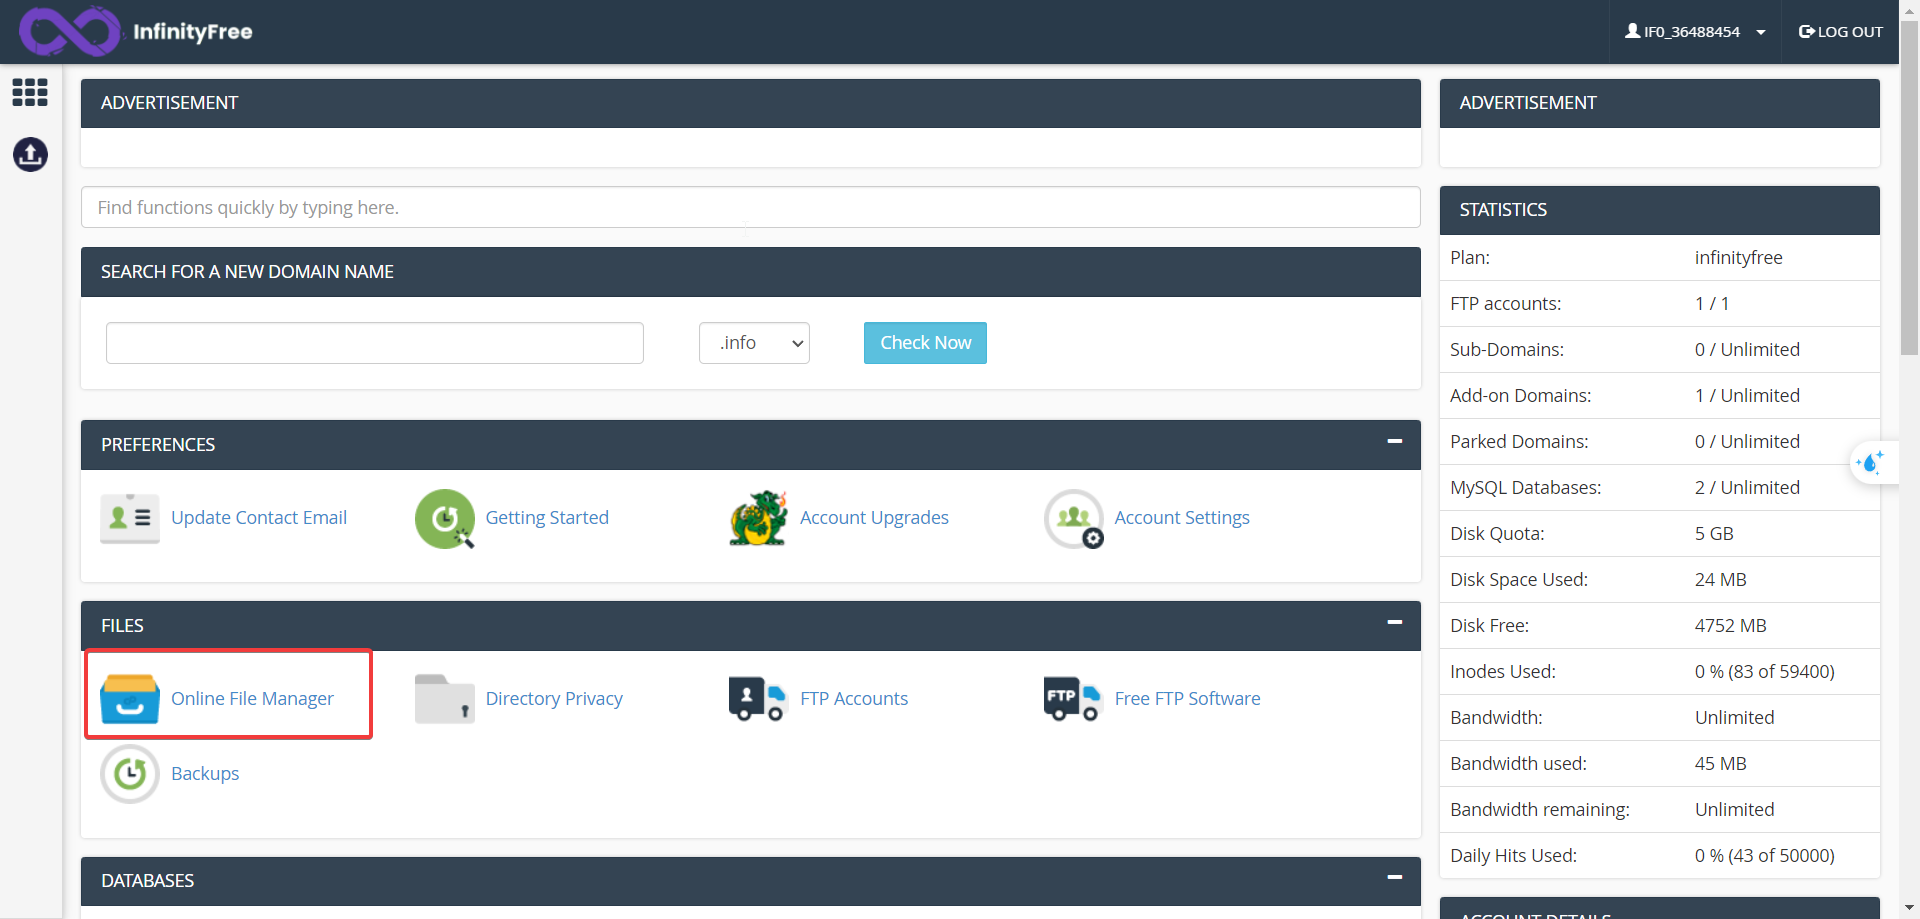 InfinityFree
IF0_36488454
LOG OUT
ADVERTISEMENT
Find functions quickly by typing here.
SEARCH FOR A NEW DOMAIN NAME
.info
Check Now
PREFERENCES
Update Contact Email
Getting Started
Account Upgrades
Account Settings
FILES
Online File Manager
Directory Privacy
FTP
FTP Accounts
Free FTP Software
Backups
DATABASES
ADVERTISEMENT
STATISTICS
Plan: infinityfree
FTP accounts: 1 / 1
Sub-Domains: 0 / Unlimited
Add-on Domains: 1 / Unlimited
Parked Domains: 0 / Unlimited
MySQL Databases: 2 / Unlimited
Disk Quota: 5 GB
Disk Space Used: 24 MB
Disk Free: 4752 MB
Inodes Used: 0 % (83 of 59400)
Bandwidth: Unlimited
Bandwidth used: 45 MB
Bandwidth remaining: Unlimited
Daily Hits Used: 0 % (43 of 50000)
ACCOUNT DETAILS